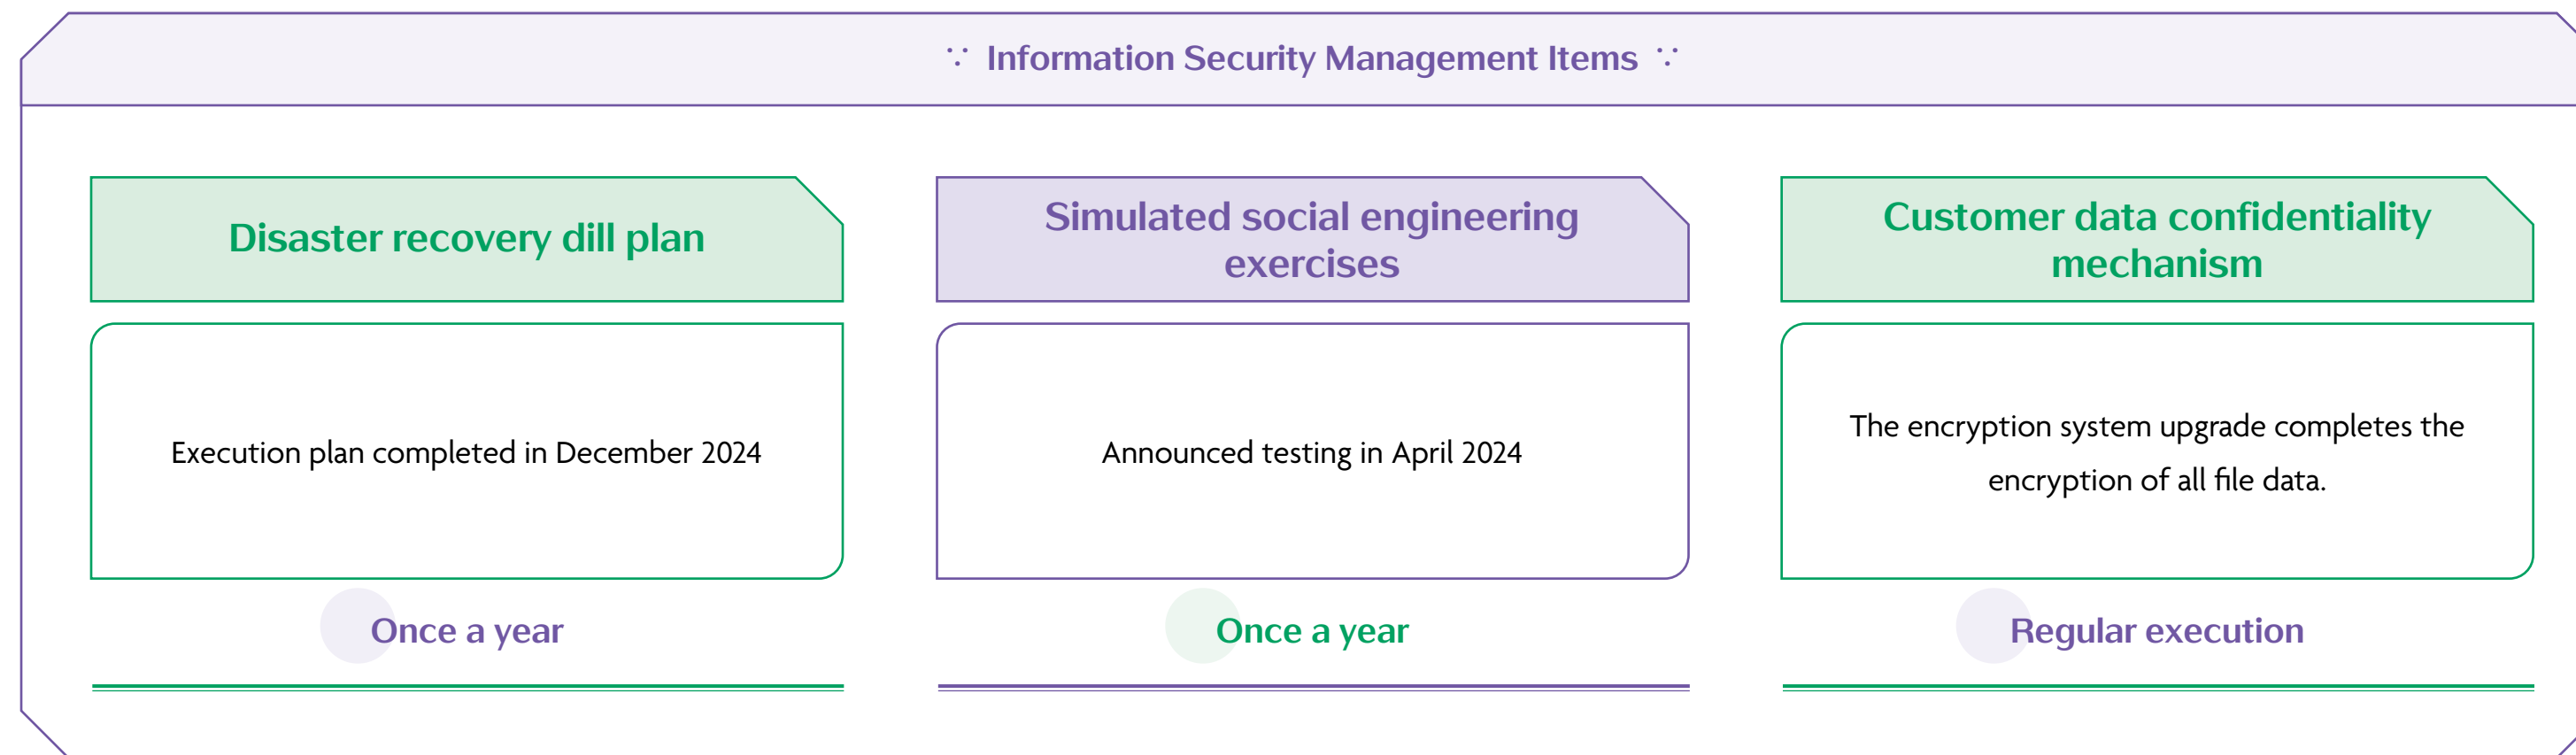 Information Security Management Items
Disaster recovery dill plan
Execution plan completed in December 2024
Once a year
Simulated social engineering
exercises
Announced testing in April 2024
Once a year
Customer data confidentiality
mechanism
The encryption system upgrade completes the
encryption of all file data.
Regular execution